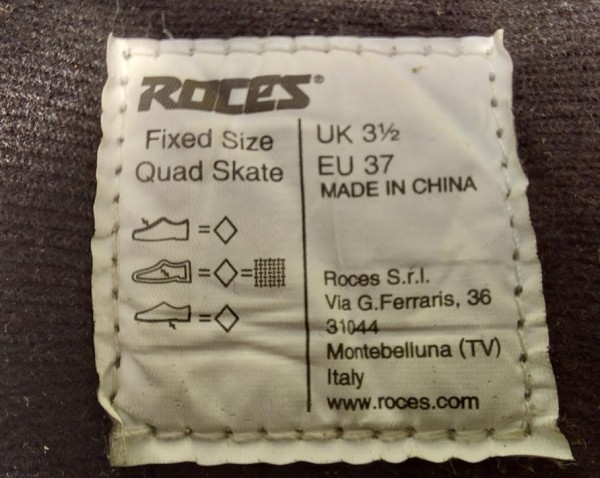 ROCES®
Fixed Size
Quad Skate
UK 3½
EU 37
MADE IN CHINA
Roces S.r.l.
Via G.Ferraris, 36
31044
Montebelluna (TV)
Italy
www.roces.com